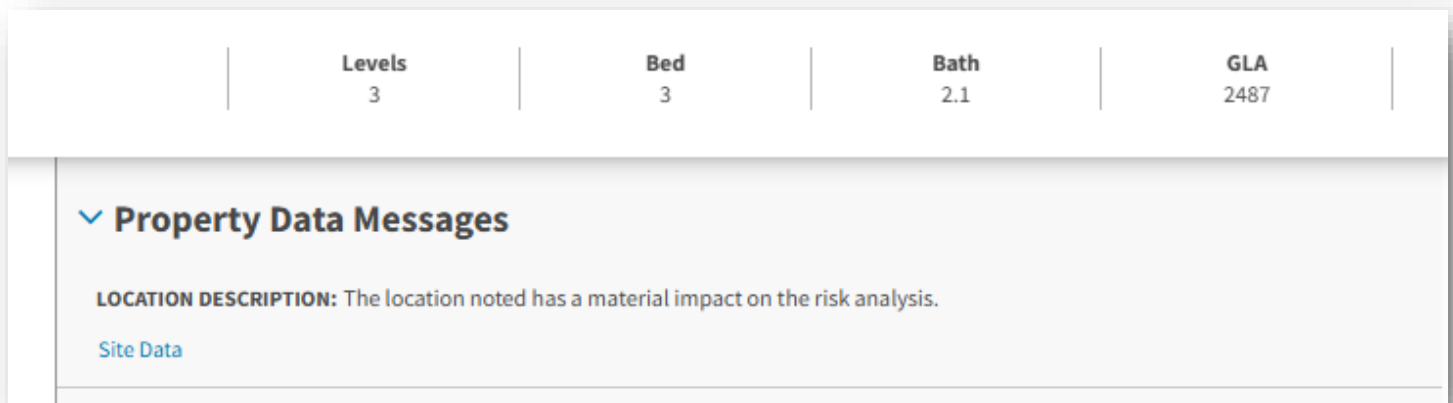 Levels Bed Bath GLA
3 3 2.1 2487
Property Data Messages
LOCATION DESCRIPTION: The location noted has a material impact on the risk analysis.
Site Data